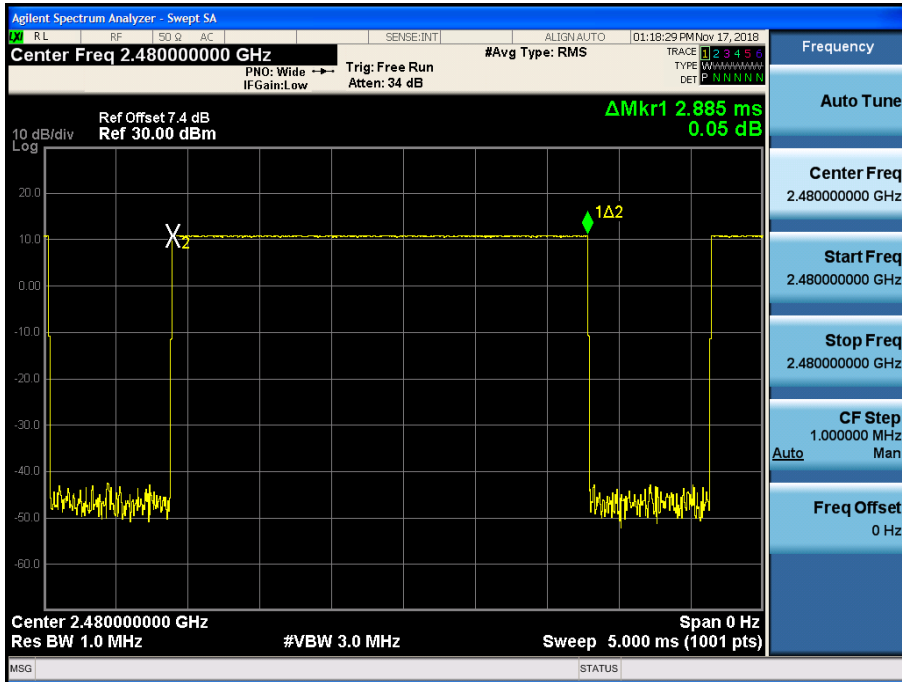 Agilent Spectrum Analyzer - Swept SA
LXI RL RF 50 Ω AC SENSE:INT ALIGN AUTO 01:18:29 PM Nov 17, 2018
Center Freq 2.480000000 GHz #Avg Type: RMS TRACE 1 2 3 4 5 6
PNO: Wide Trig: Free Run TYPE WWWWWW
IFGain:Low Atten: 34 dB DET P N N N N N
Frequency
Auto Tune
Center Freq
2.480000000 GHz
Start Freq
2.480000000 GHz
Stop Freq
2.480000000 GHz
CF Step
1.000000 MHz
Auto Man
Freq Offset
0 Hz
ΔMkr1 2.885 ms
0.05 dB
Ref Offset 7.4 dB
10 dB/div Ref 30.00 dBm
Log
20.0
10.0
0.00
-10.0
-20.0
-30.0
-40.0
-50.0
-60.0
X2
1Δ2
Center 2.480000000 GHz Span 0 Hz
Res BW 1.0 MHz #VBW 3.0 MHz Sweep 5.000 ms (1001 pts)
MSG STATUS